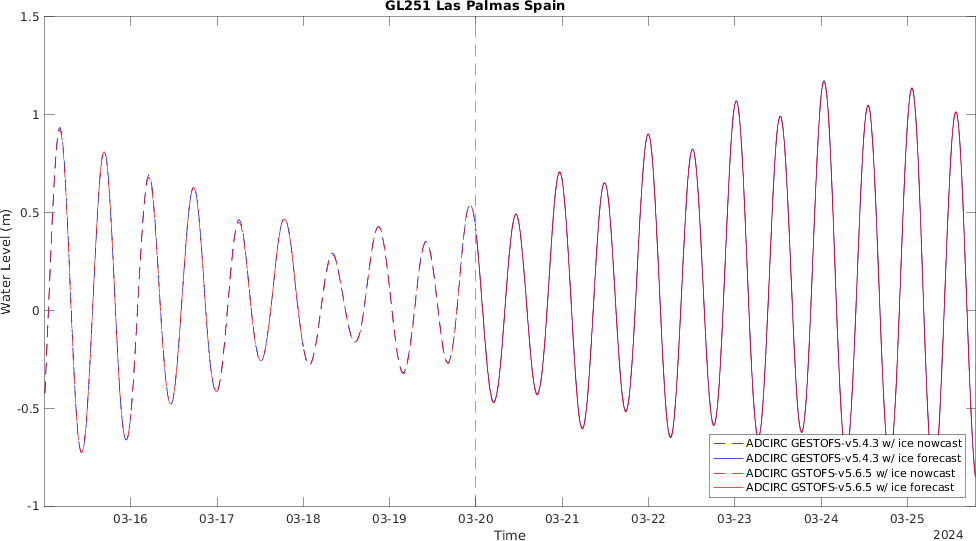 GL251 Las Palmas Spain
1.5
1
0.5
0
-0.5
-1
Water Level (m)
03-16 03-17 03-18 03-19 03-20 03-21 03-22 03-23 03-24 03-25
Time
2024
ADCIRC GESTOFS-v5.4.3 w/ ice nowcast
ADCIRC GESTOFS-v5.4.3 w/ ice forecast
ADCIRC GSTOFS-v5.6.5 w/ ice nowcast
ADCIRC GSTOFS-v5.6.5 w/ ice forecast